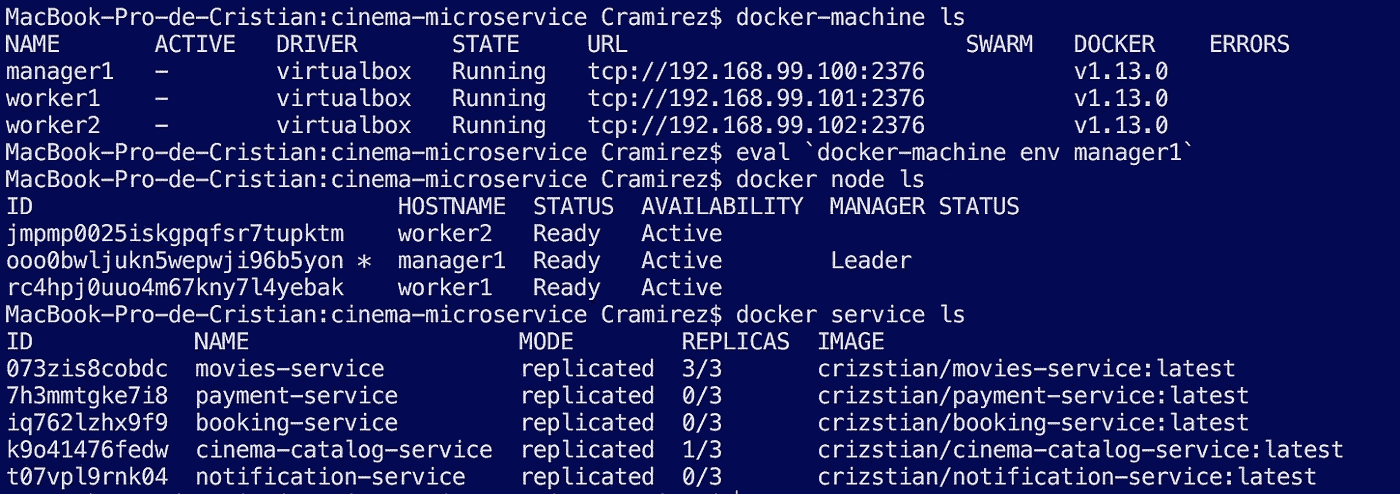 MacBook-Pro-de-Cristian:cinema-microservice Cramirez$ docker-machine ls
NAME ACTIVE DRIVER STATE URL SWARM DOCKER ERRORS
manager1 - virtualbox Running tcp://192.168.99.100:2376 v1.13.0
worker1 - virtualbox Running tcp://192.168.99.101:2376 v1.13.0
worker2 - virtualbox Running tcp://192.168.99.102:2376 v1.13.0
MacBook-Pro-de-Cristian:cinema-microservice Cramirez$ eval `docker-machine env manager1`
MacBook-Pro-de-Cristian:cinema-microservice Cramirez$ docker node ls
ID HOSTNAME STATUS AVAILABILITY MANAGER STATUS
jmpmp0025iskgpqfsr7tupktm worker2 Ready Active
ooo0bwljukn5wepwji96b5yon * manager1 Ready Active Leader
rc4hpj0uuo4m67kny7l4yebak worker1 Ready Active
MacBook-Pro-de-Cristian:cinema-microservice Cramirez$ docker service ls
ID NAME MODE REPLICAS IMAGE
073zis8cobdc movies-service replicated 3/3 crizstian/movies-service:latest
7h3mmtgke7i8 payment-service replicated 0/3 crizstian/payment-service:latest
iq762lzhx9f9 booking-service replicated 0/3 crizstian/booking-service:latest
k9o41476fedw cinema-catalog-service replicated 1/3 crizstian/cinema-catalog-service:latest
t07vpl9rnk04 notification-service replicated 0/3 crizstian/notification-service:latest